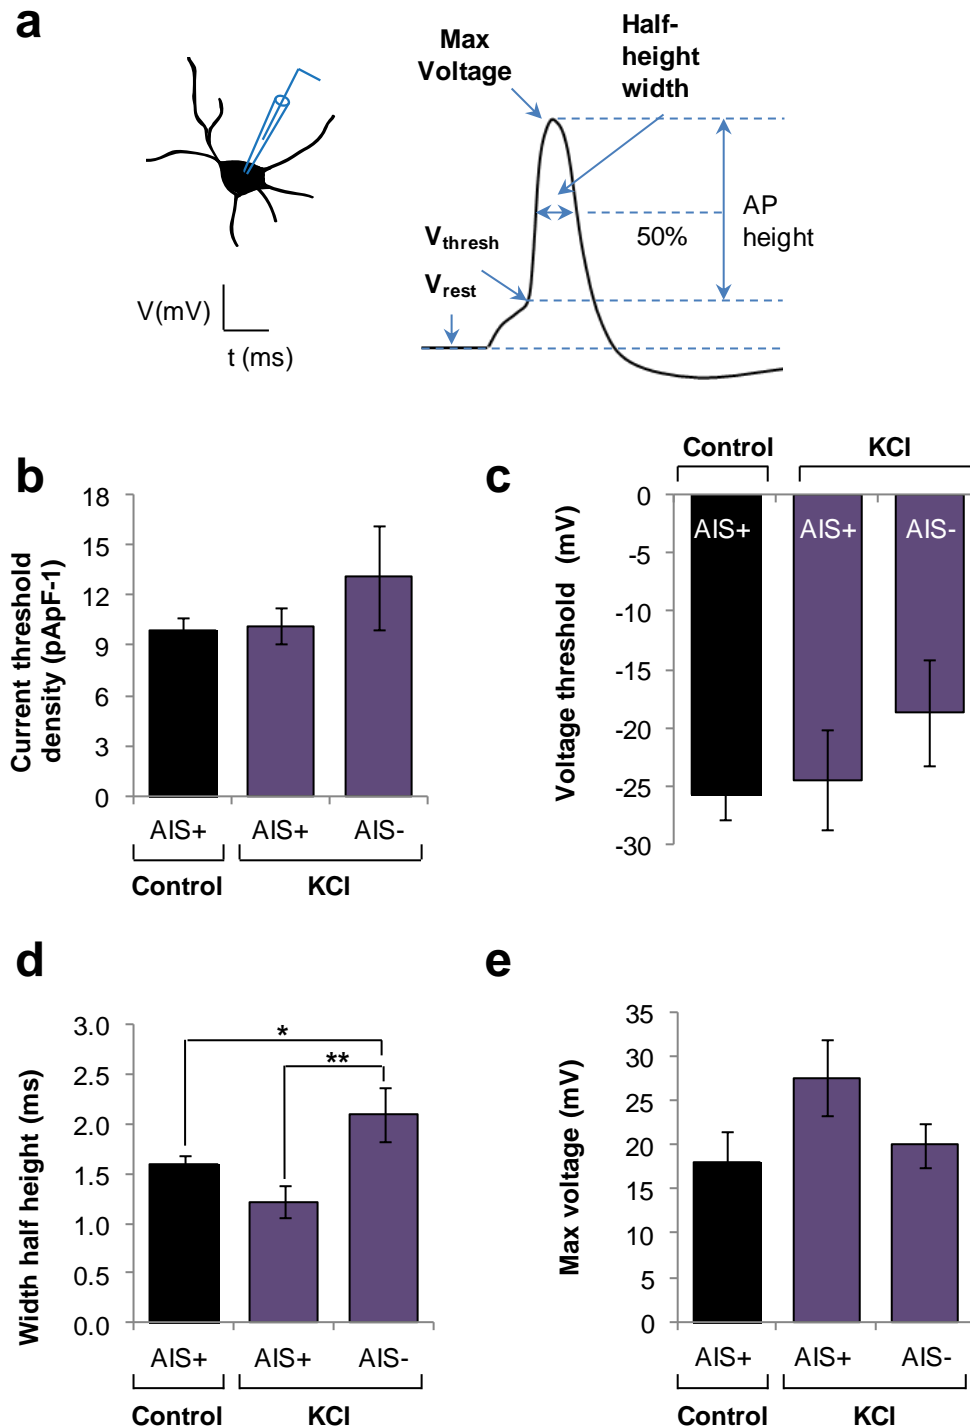 a
Max
Voltage
Half-
height
width
V(mV)
t (ms)
Vthresh
Vrest
50%
AP
height
b
Current threshold
density (pApF-1)
18
15
12
9
6
3
0
AIS+
AIS+
AIS-
Control
KCl
c
Control
KCl
Voltage threshold (mV)
0
-5
-10
-15
-20
-25
-30
AIS+
AIS+
AIS-
d
Width half height (ms)
3.0
2.5
2.0
1.5
1.0
0.5
0.0
*
**
AIS+
AIS+
AIS-
Control
KCl
e
Max voltage (mV)
35
30
25
20
15
10
5
0
AIS+
AIS+
AIS-
Control
KCl